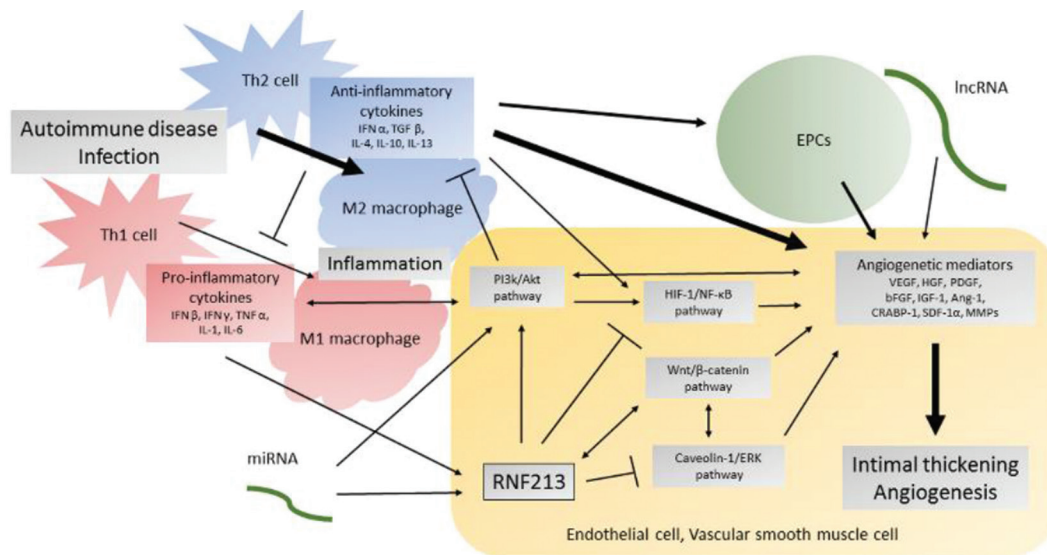 Th2 cell
Anti-inflammatory
cytokines
IFN α, TGF β,
IL-4, IL-10, IL-13
Autoimmune disease
Infection
M2 macrophage
Th1 cell
Inflammation
Pro-inflammatory
cytokines
IFN β, IFN γ, TNF α,
IL-1, IL-6
M1 macrophage
EPCs
lncRNA
PI3k/Akt
pathway
HIF-1/NF-κB
pathway
Angiogenetic mediators
VEGF, HGF, PDGF,
bFGF, IGF-1, Ang-1,
CRABP-1, SDF-1α, MMPs
Wnt/β-catenin
pathway
Caveolin-1/ERK
pathway
miRNA
RNF213
Intimal thickening
Angiogenesis
Endothelial cell, Vascular smooth muscle cell